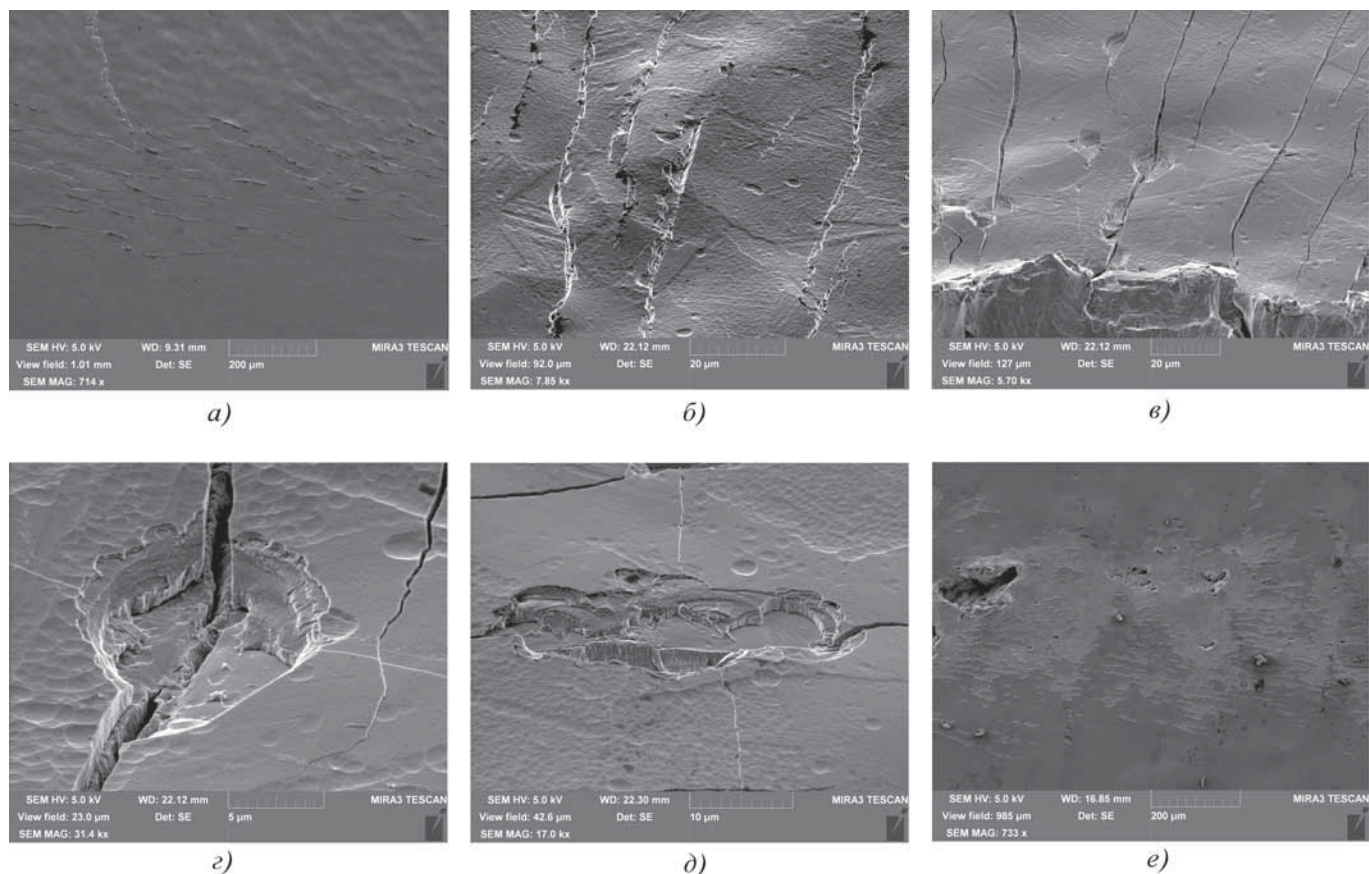 SEM HV: 5.0 kV WD: 9.31 mm MIRA3 TESCAN
View field: 1.01 mm Det: SE 200 µm
SEM MAG: 714 x
а)
SEM HV: 5.0 kV WD: 22.12 mm MIRA3 TESCAN
View field: 92.0 µm Det: SE 20 µm
SEM MAG: 7.85 kx
б)
SEM HV: 5.0 kV WD: 22.12 mm MIRA3 TESCAN
View field: 127 µm Det: SE 20 µm
SEM MAG: 5.70 kx
в)
SEM HV: 5.0 kV WD: 22.12 mm MIRA3 TESCAN
View field: 23.0 µm Det: SE 5 µm
SEM MAG: 31.4 kx
г)
SEM HV: 5.0 kV WD: 22.30 mm MIRA3 TESCAN
View field: 42.6 µm Det: SE 10 µm
SEM MAG: 17.0 kx
д)
SEM HV: 5.0 kV WD: 16.85 mm MIRA3 TESCAN
View field: 985 µm Det: SE 200 µm
SEM MAG: 733 x
е)